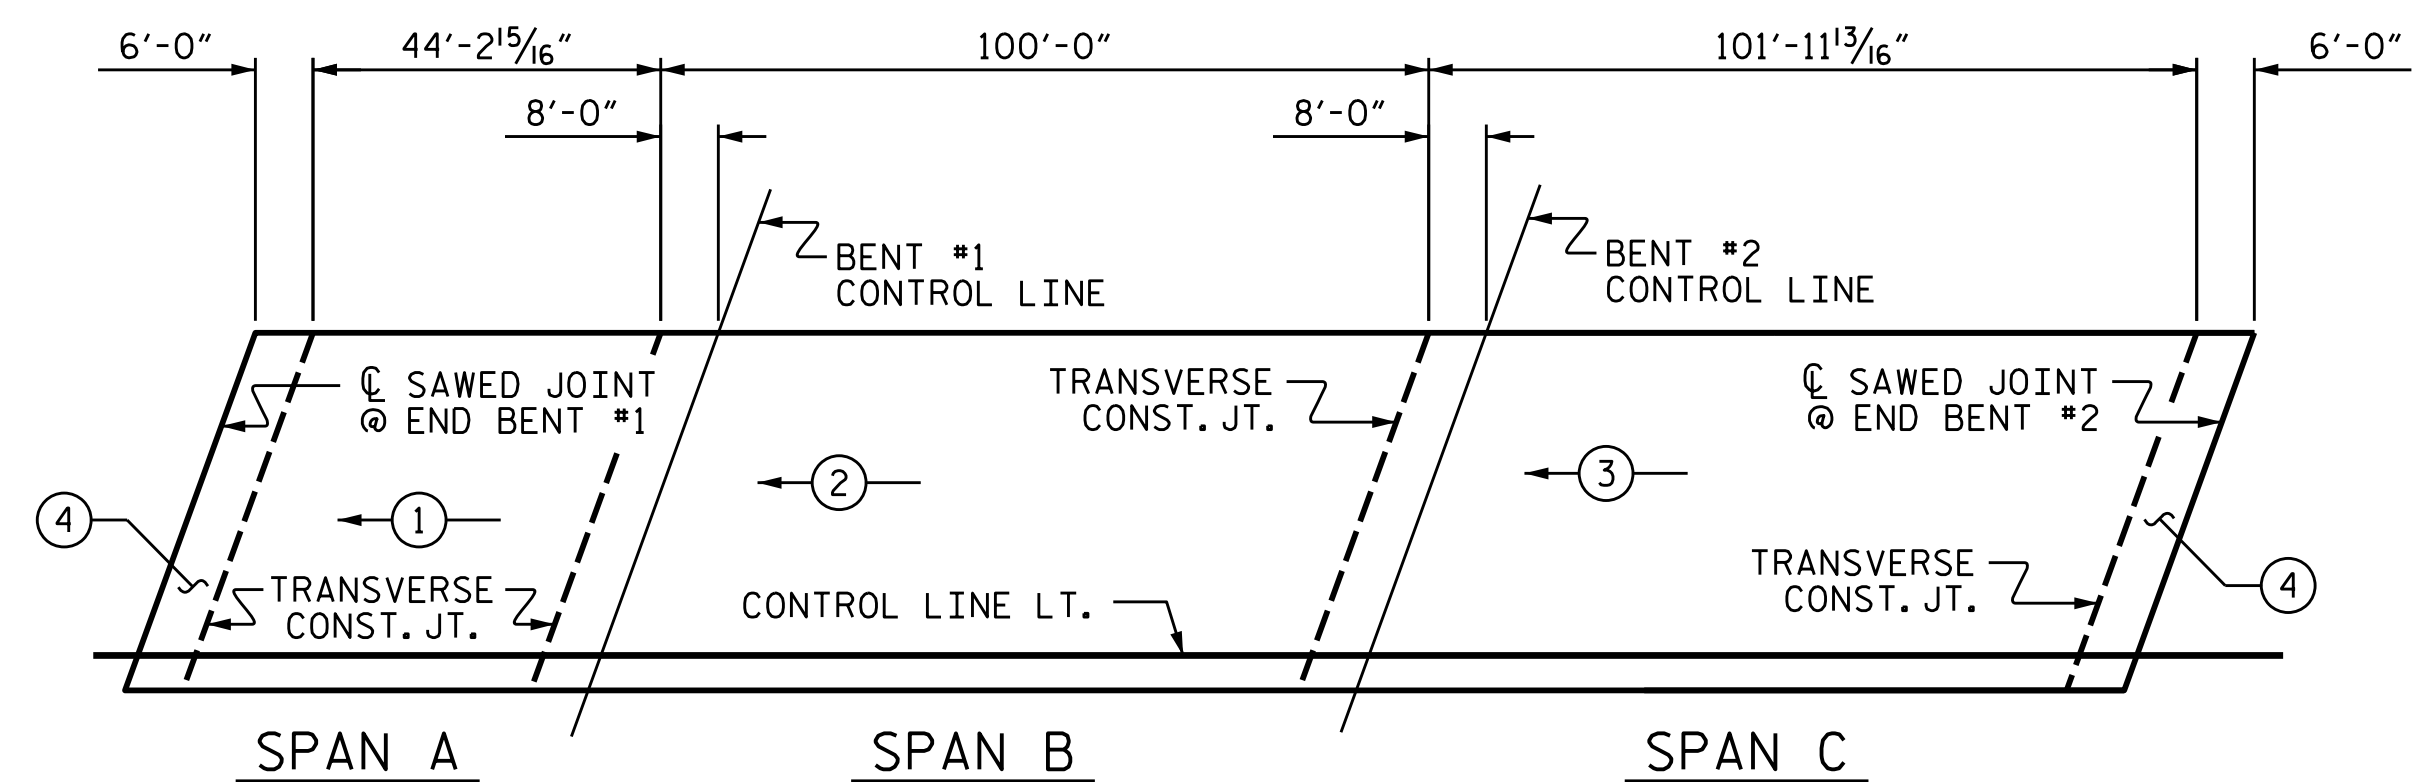 6'-0" 44'-2 15/16" 100'-0" 101'-11 13/16" 6'-0"
8'-0" 8'-0"
BENT #1
CONTROL LINE
BENT #2
CONTROL LINE
℄ SAWED JOINT
@ END BENT #1
TRANSVERSE
CONST. JT.
℄ SAWED JOINT
@ END BENT #2
4
1
2
3
TRANSVERSE
CONST. JT.
CONTROL LINE LT.
TRANSVERSE
CONST. JT.
4
SPAN A SPAN B SPAN C